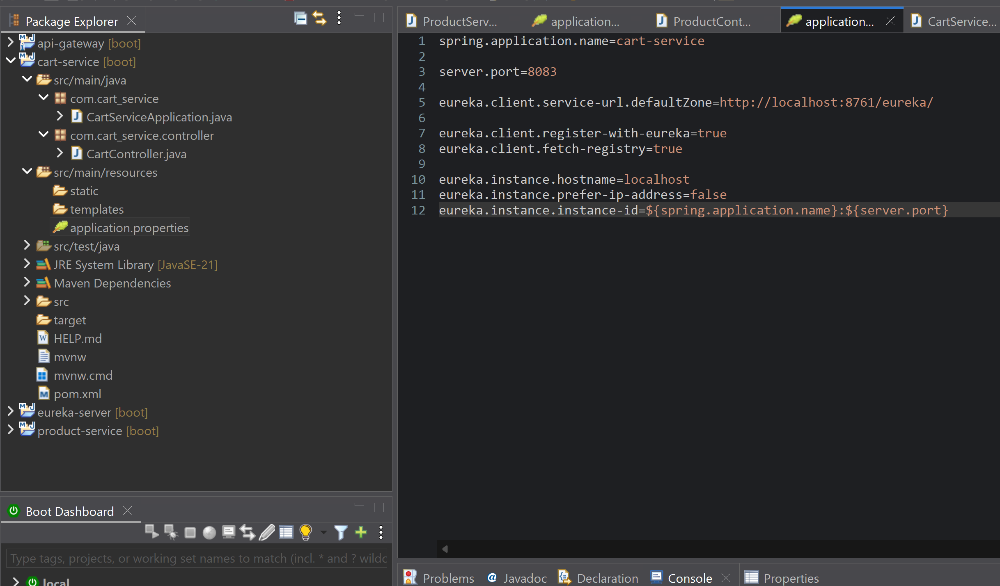 Package Explorer
api-gateway [boot]
cart-service [boot]
src/main/java
com.cart_service
CartServiceApplication.java
com.cart_service.controller
CartController.java
src/main/resources
static
templates
application.properties
src/test/java
JRE System Library [JavaSE-21]
Maven Dependencies
src
target
HELP.md
mvnw
mvnw.cmd
pom.xml
eureka-server [boot]
product-service [boot]
Boot Dashboard
Type tags, projects, or working set names to match (incl. * and ? wildc
local
ProductServ... application... ProductCont... application... CartService...
1 spring.application.name=cart-service
2
3 server.port=8083
4
5 eureka.client.service-url.defaultZone=http://localhost:8761/eureka/
6
7 eureka.client.register-with-eureka=true
8 eureka.client.fetch-registry=true
9
10 eureka.instance.hostname=localhost
11 eureka.instance.prefer-ip-address=false
12 eureka.instance.instance-id=${spring.application.name}:${server.port}
Problems @ Javadoc Declaration Console Properties